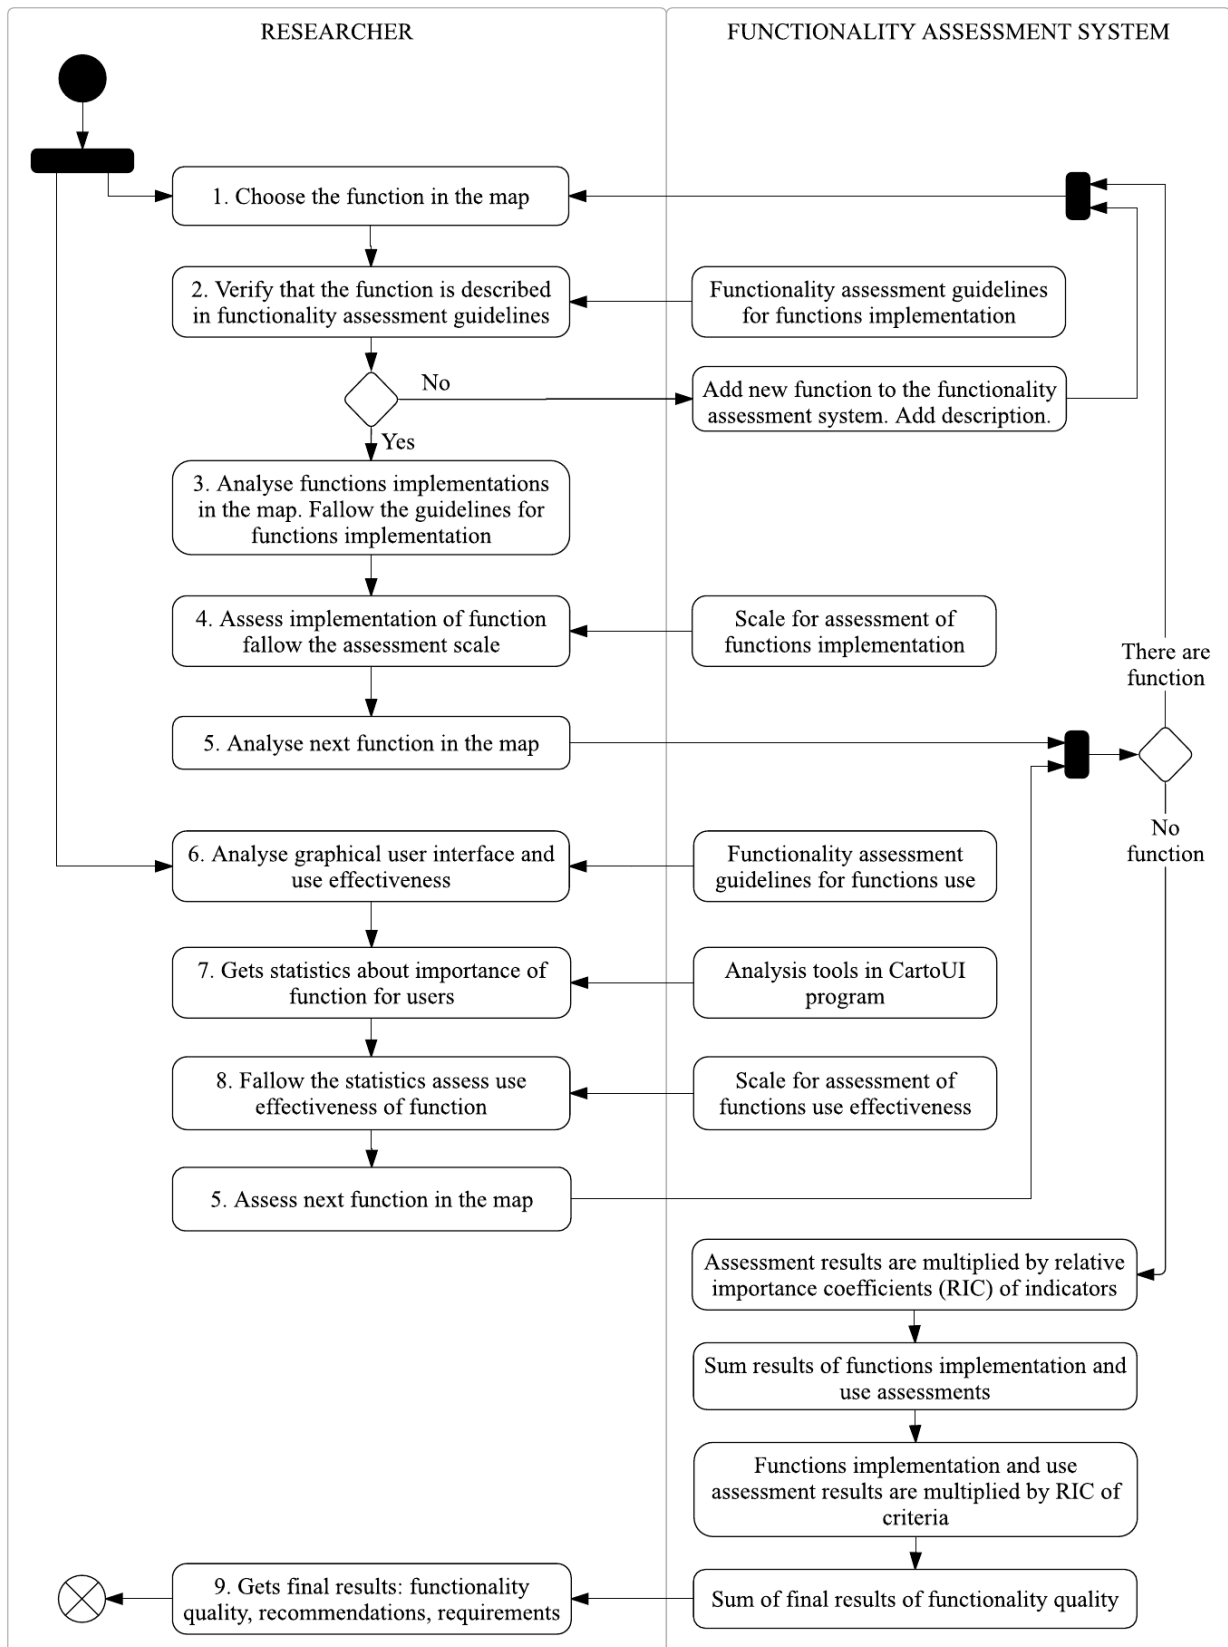 RESEARCHER
FUNCTIONALITY ASSESSMENT SYSTEM
1. Choose the function in the map
2. Verify that the function is described
in functionality assessment guidelines
Functionality assessment guidelines
for functions implementation
No
Add new function to the functionality
assessment system. Add description.
Yes
3. Analyse functions implementations
in the map. Fallow the guidelines for
functions implementation
4. Assess implementation of function
fallow the assessment scale
Scale for assessment of
functions implementation
There are
function
5. Analyse next function in the map
No
function
6. Analyse graphical user interface and
use effectiveness
Functionality assessment
guidelines for functions use
7. Gets statistics about importance of
function for users
Analysis tools in CartoUI
program
8. Fallow the statistics assess use
effectiveness of function
Scale for assessment of
functions use effectiveness
5. Assess next function in the map
Assessment results are multiplied by relative
importance coefficients (RIC) of indicators
Sum results of functions implementation and
use assessments
Functions implementation and use
assessment results are multiplied by RIC of
criteria
9. Gets final results: functionality
quality, recommendations, requirements
Sum of final results of functionality quality